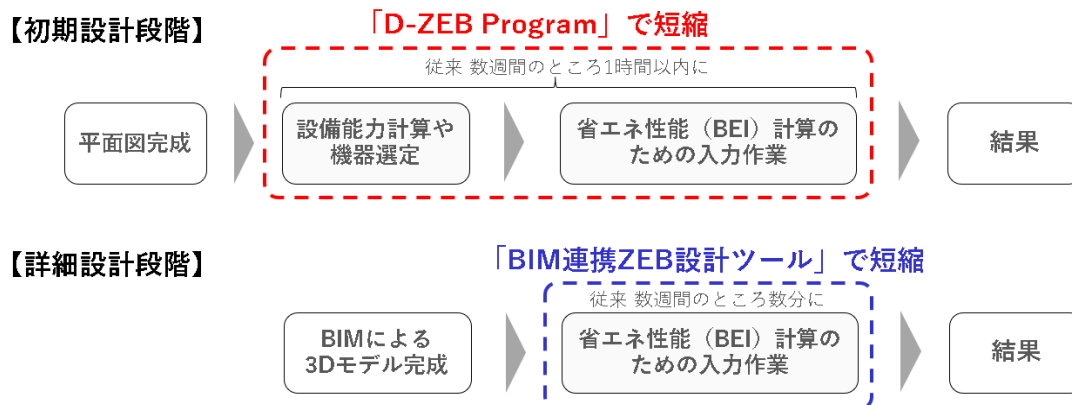 【初期設計段階】
「D-ZEB Program」で短縮
従来 数週間のところ1時間以内に
平面図完成
設備能力計算や
機器選定
省エネ性能（BEI）計算の
ための入力作業
結果
【詳細設計段階】
「BIM連携ZEB設計ツール」で短縮
従来 数週間のところ数分に
BIMによる
3Dモデル完成
省エネ性能（BEI）計算の
ための入力作業
結果